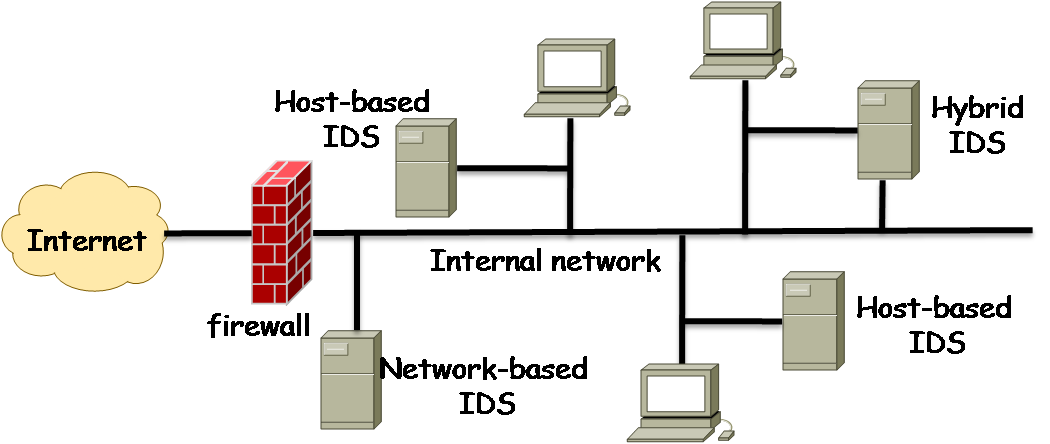 Host-based
IDS
Hybrid
IDS
Internet
Internal network
firewall
Host-based
IDS
Network-based
IDS